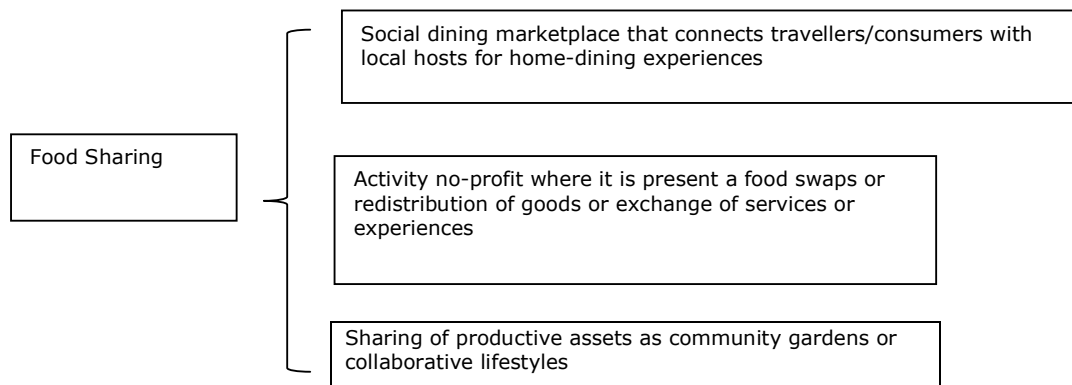 Social dining marketplace that connects travellers/consumers with
local hosts for home-dining experiences
Food Sharing
Activity no-profit where it is present a food swaps or
redistribution of goods or exchange of services or
experiences
Sharing of productive assets as community gardens or
collaborative lifestyles